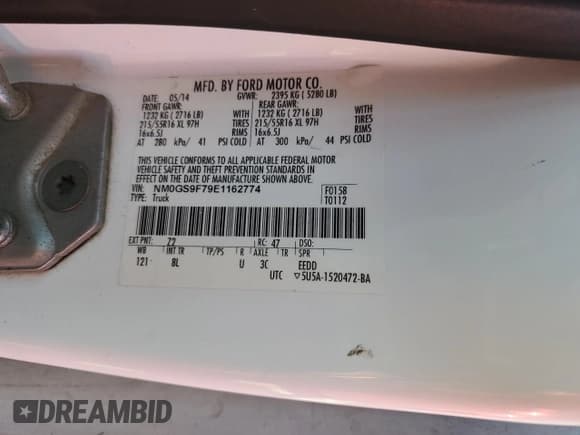 MFD. BY FORD MOTOR CO.
DATE: 05/14 GVWR: 2395 KG ( 5280 LB)
FRONT GAWR: REAR GAWR:
1232 KG (2716 LB) WITH 1232 KG (2716 LB) WITH
215/55R16 XL 97H TIRES 215/55R16 XL 97H TIRES
16x6.5J RIMS 16x6.5J RIMS
AT 280 kPa/ 41 PSI COLD AT 300 kPa/ 44 PSI COLD
THIS VEHICLE CONFORMS TO ALL APPLICABLE FEDERAL MOTOR
VEHICLE SAFETY AND THEFT PREVENTION STANDARDS IN
EFFECT ON THE DATE OF MANUFACTURE SHOWN ABOVE.
VIN: NM0GS9F79E1162774 F0158
TYPE: Truck T0112
EXT PNT: Z2 RC: 47 DSO:
WB INT TR TP/PS R AXLE TR SPR
121 8L U 3C EEDD
UTC ▽5U5A-1520472-BA
DREAMBID